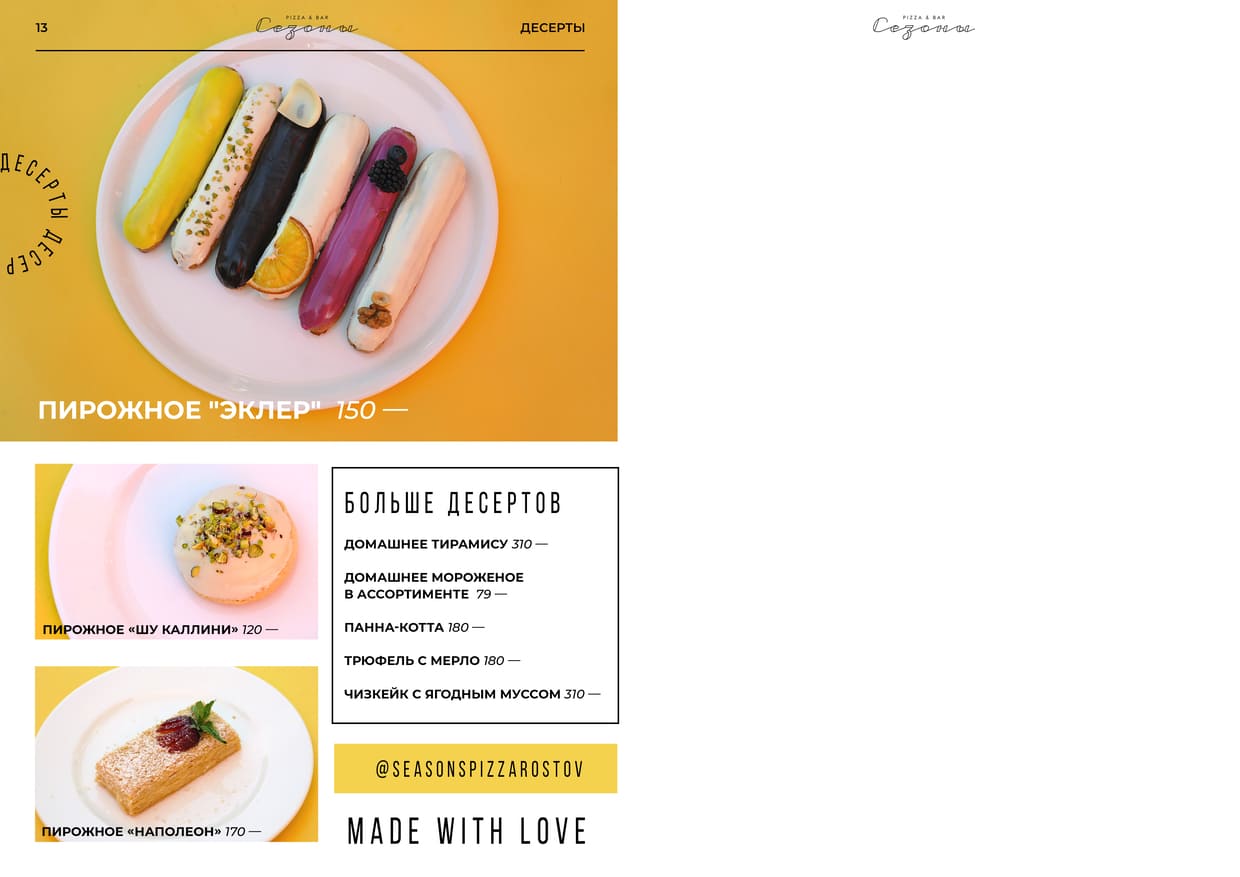 13
PIZZA & BAR
Сезоны
ДЕСЕРТЫ
PIZZA & BAR
Сезоны
ДЕСЕРТЫ ДЕСЕР
ПИРОЖНОЕ "ЭКЛЕР" 150 —
БОЛЬШЕ ДЕСЕРТОВ
ДОМАШНЕЕ ТИРАМИСУ 310 —
ДОМАШНЕЕ МОРОЖЕНОЕ
В АССОРТИМЕНТЕ 79 —
ПАННА-КОТТА 180 —
ТРЮФЕЛЬ С МЕРЛО 180 —
ЧИЗКЕЙК С ЯГОДНЫМ МУССОМ 310 —
ПИРОЖНОЕ «ШУ КАЛЛИНИ» 120 —
ПИРОЖНОЕ «НАПОЛЕОН» 170 —
@SEASONSPIZZAROSTOV
MADE WITH LOVE